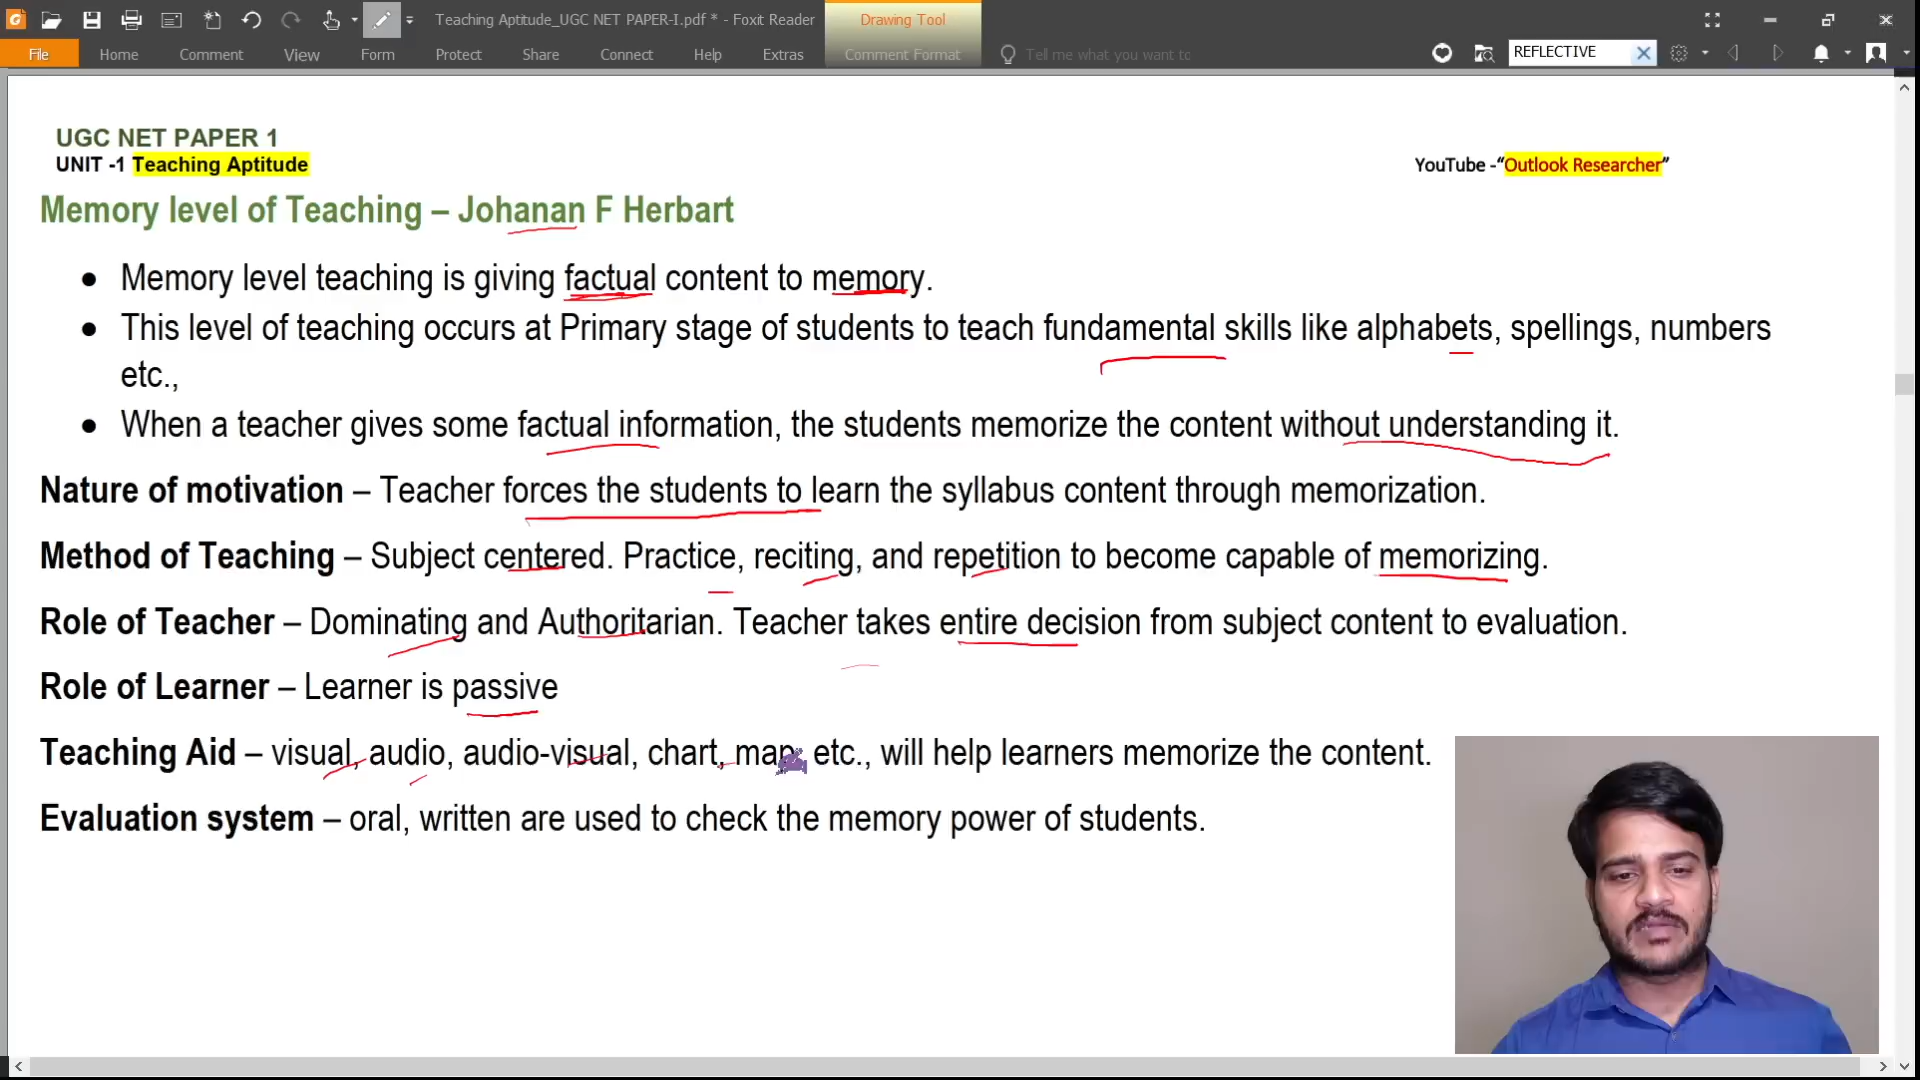 Teaching Aptitude_UGC NET PAPER-I.pdf * - Foxit Reader
Drawing Tool
File Home Comment View Form Protect Share Connect Help Extras Comment Format Tell me what you want to REFLECTIVE
UGC NET PAPER 1
UNIT -1 Teaching Aptitude
YouTube -“Outlook Researcher”
Memory level of Teaching – Johanan F Herbart
● Memory level teaching is giving factual content to memory.
● This level of teaching occurs at Primary stage of students to teach fundamental skills like alphabets, spellings, numbers
etc.,
● When a teacher gives some factual information, the students memorize the content without understanding it.
Nature of motivation – Teacher forces the students to learn the syllabus content through memorization.
Method of Teaching – Subject centered. Practice, reciting, and repetition to become capable of memorizing.
Role of Teacher – Dominating and Authoritarian. Teacher takes entire decision from subject content to evaluation.
Role of Learner – Learner is passive
Teaching Aid – visual, audio, audio-visual, chart, map etc., will help learners memorize the content.
Evaluation system – oral, written are used to check the memory power of students.